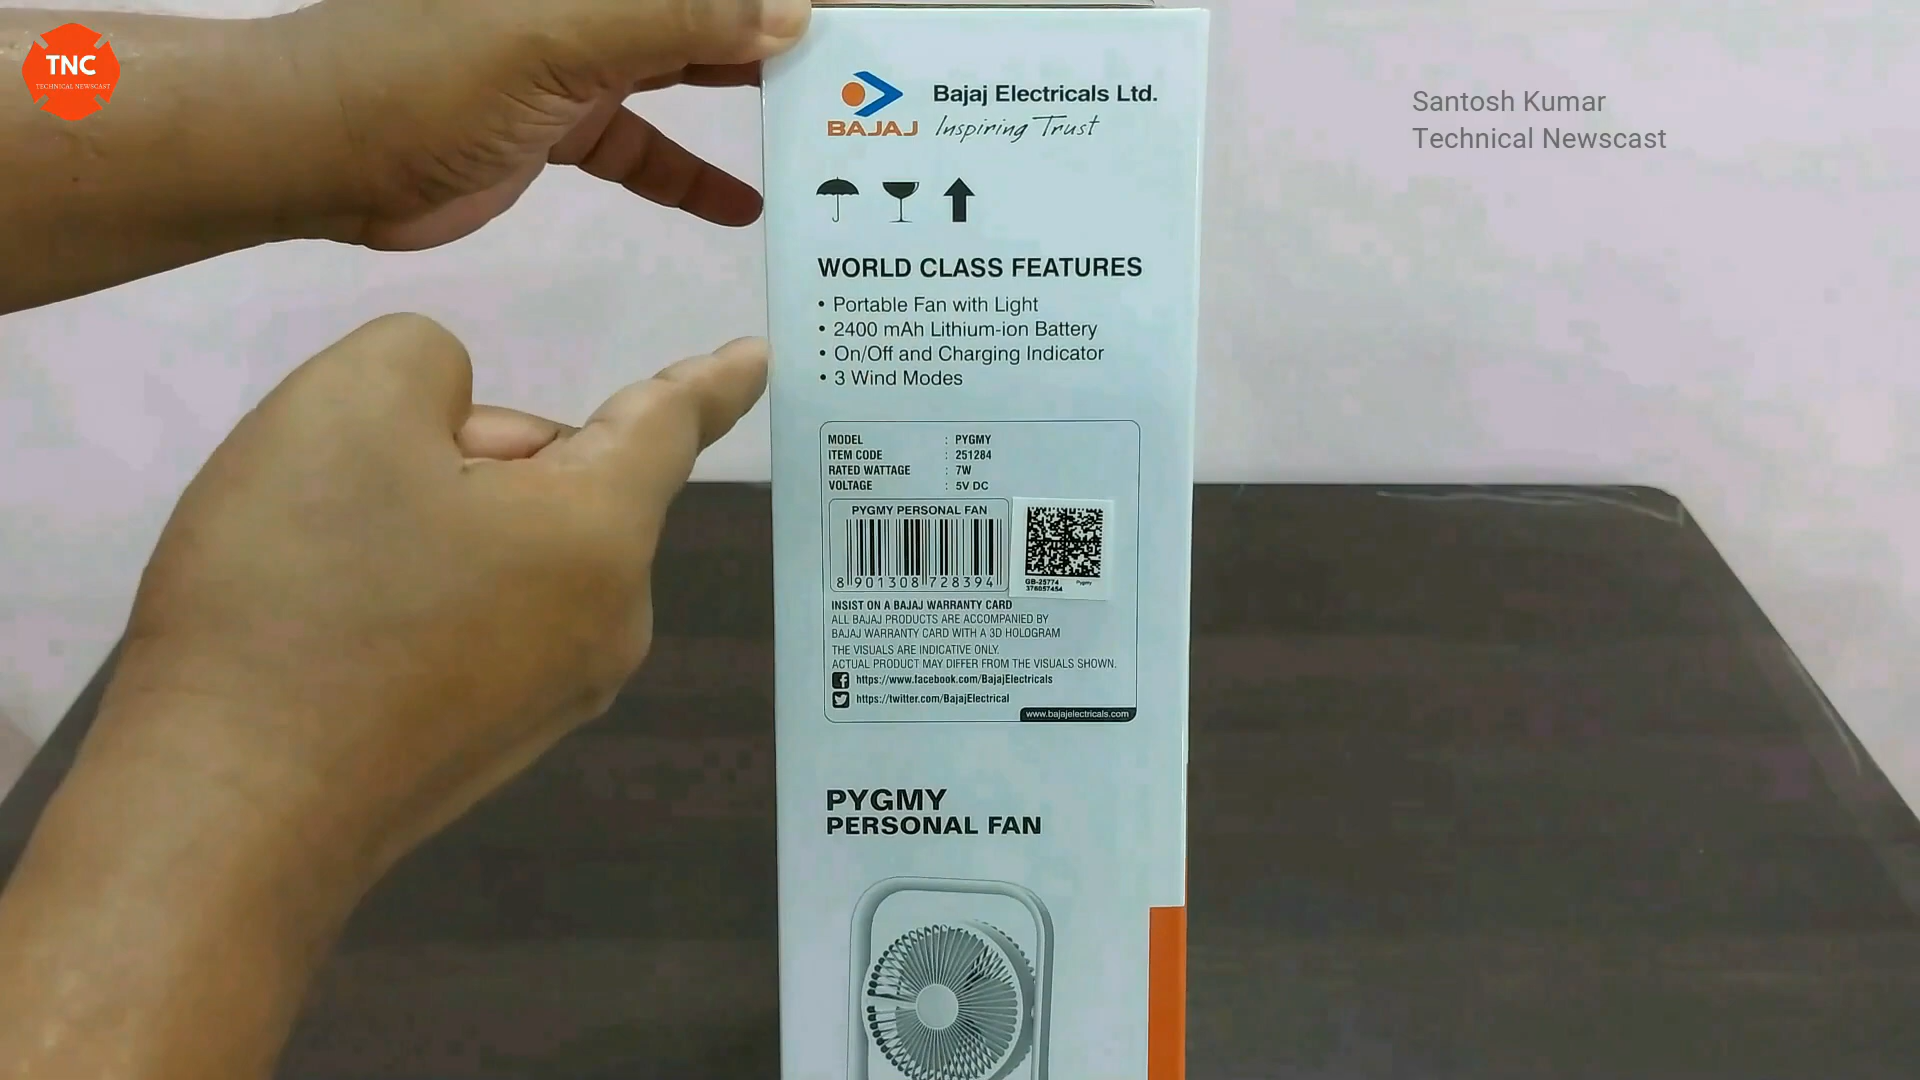 TNC
TECHNICAL NEWSCAST
Santosh Kumar
Technical Newscast
BAJAJ
Bajaj Electricals Ltd.
Inspiring Trust
WORLD CLASS FEATURES
• Portable Fan with Light
• 2400 mAh Lithium-ion Battery
• On/Off and Charging Indicator
• 3 Wind Modes
MODEL : PYGMY
ITEM CODE : 251284
RATED WATTAGE : 7W
VOLTAGE : 5V DC
PYGMY PERSONAL FAN
8 901308 728394
GB-25774 Pygmy
376057454
INSIST ON A BAJAJ WARRANTY CARD
ALL BAJAJ PRODUCTS ARE ACCOMPANIED BY
BAJAJ WARRANTY CARD WITH A 3D HOLOGRAM
THE VISUALS ARE INDICATIVE ONLY.
ACTUAL PRODUCT MAY DIFFER FROM THE VISUALS SHOWN.
https://www.facebook.com/BajajElectricals
https://twitter.com/BajajElectrical
www.bajajelectricals.com
PYGMY
PERSONAL FAN